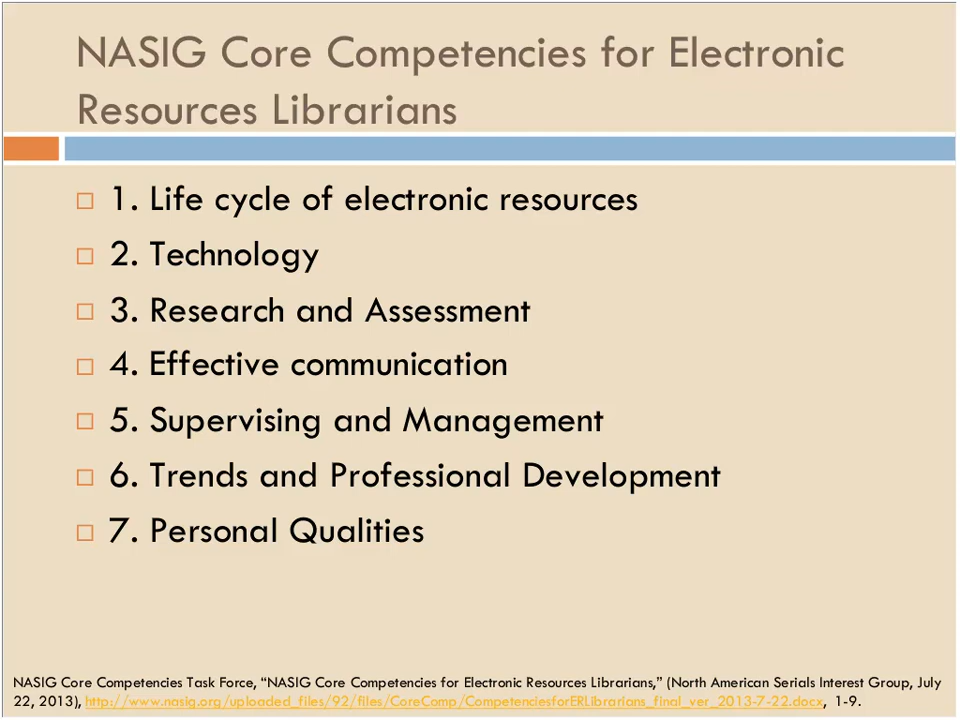 NASIG Core Competencies for Electronic
Resources Librarians
1. Life cycle of electronic resources
2. Technology
3. Research and Assessment
4. Effective communication
5. Supervising and Management
6. Trends and Professional Development
7. Personal Qualities
NASIG Core Competencies Task Force, “NASIG Core Competencies for Electronic Resources Librarians,” (North American Serials Interest Group, July
22, 2013), http://www.nasig.org/uploaded_files/92/files/CoreComp/CompetenciesforERLibrarians_final_ver_2013-7-22.docx, 1-9.